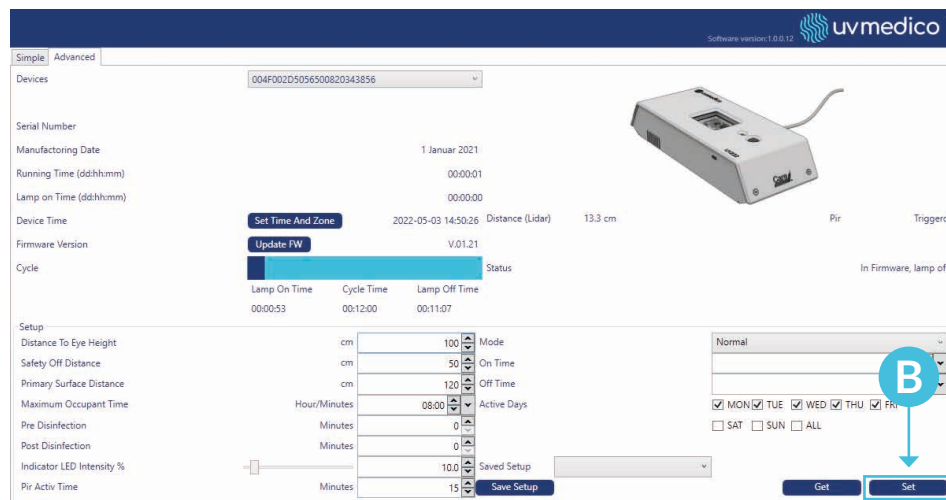 uvmedico
Software version:1.0.0.12
Simple Advanced
Devices 004F002D5056500820343856
Serial Number
Manufactoring Date 1 Januar 2021
Running Time (dd:hh:mm) 00:00:01
Lamp on Time (dd:hh:mm) 00:00:00
Device Time Set Time And Zone 2022-05-03 14:50:26 Distance (Lidar) 13.3 cm Pir Triggerd
Firmware Version Update FW V.01.21
Cycle Status In Firmware, lamp of
Lamp On Time Cycle Time Lamp Off Time
00:00:53 00:12:00 00:11:07
Setup
Distance To Eye Height cm 100 Mode Normal
Safety Off Distance cm 50 On Time
Primary Surface Distance cm 120 Off Time
B
Maximum Occupant Time Hour/Minutes 08:00 Active Days MON TUE WED THU FRI
Pre Disinfection Minutes 0 SAT SUN ALL
Post Disinfection Minutes 0
Indicator LED Intensity % 10.0 Saved Setup
Pir Activ Time Minutes 15 Save Setup Get Set